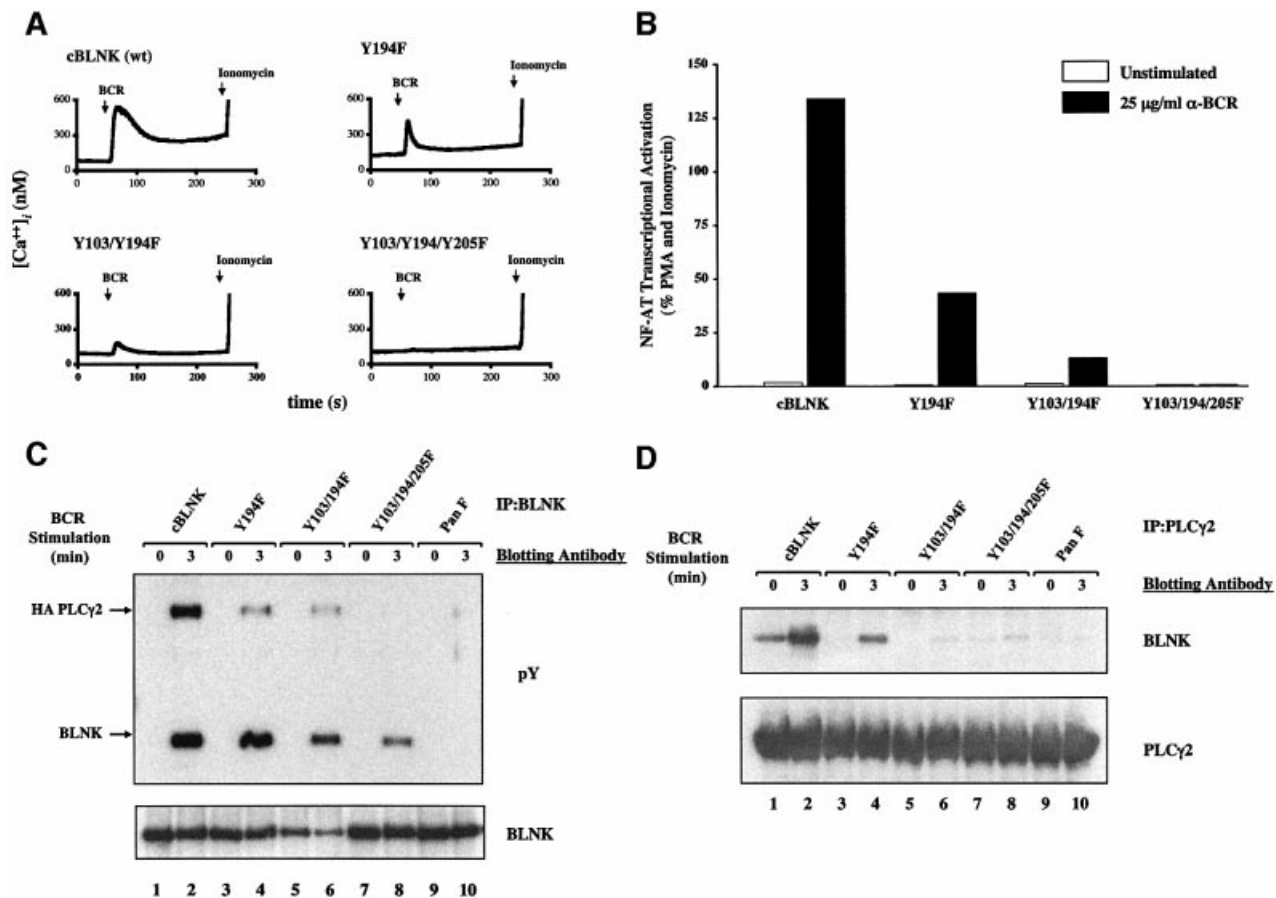 A
cBLNK (wt)
BCR
Ionomycin
600
300
0
0 100 200 300
Y194F
BCR
Ionomycin
600
300
0
0 100 200 300
[Ca++]i (nM)
Y103/Y194F
BCR
Ionomycin
600
300
0
0 100 200 300
Y103/Y194/Y205F
BCR
Ionomycin
600
300
0
0 100 200 300
time (s)
B
NF-AT Transcriptional Activation
(% PMA and Ionomycin)
150
125
100
75
50
25
0
Unstimulated
25 µg/ml α-BCR
cBLNK Y194F Y103/194F Y103/194/205F
C
BCR
Stimulation
(min)
cBLNK Y194F Y103/194F Y103/194/205F Pan F
IP:BLNK
0 3 0 3 0 3 0 3 0 3
Blotting Antibody
HA PLCγ2
BLNK
pY
BLNK
1 2 3 4 5 6 7 8 9 10
D
BCR
Stimulation
(min)
cBLNK Y194F Y103/194F Y103/194/205F Pan F
IP:PLCγ2
0 3 0 3 0 3 0 3 0 3
Blotting Antibody
BLNK
PLCγ2
1 2 3 4 5 6 7 8 9 10